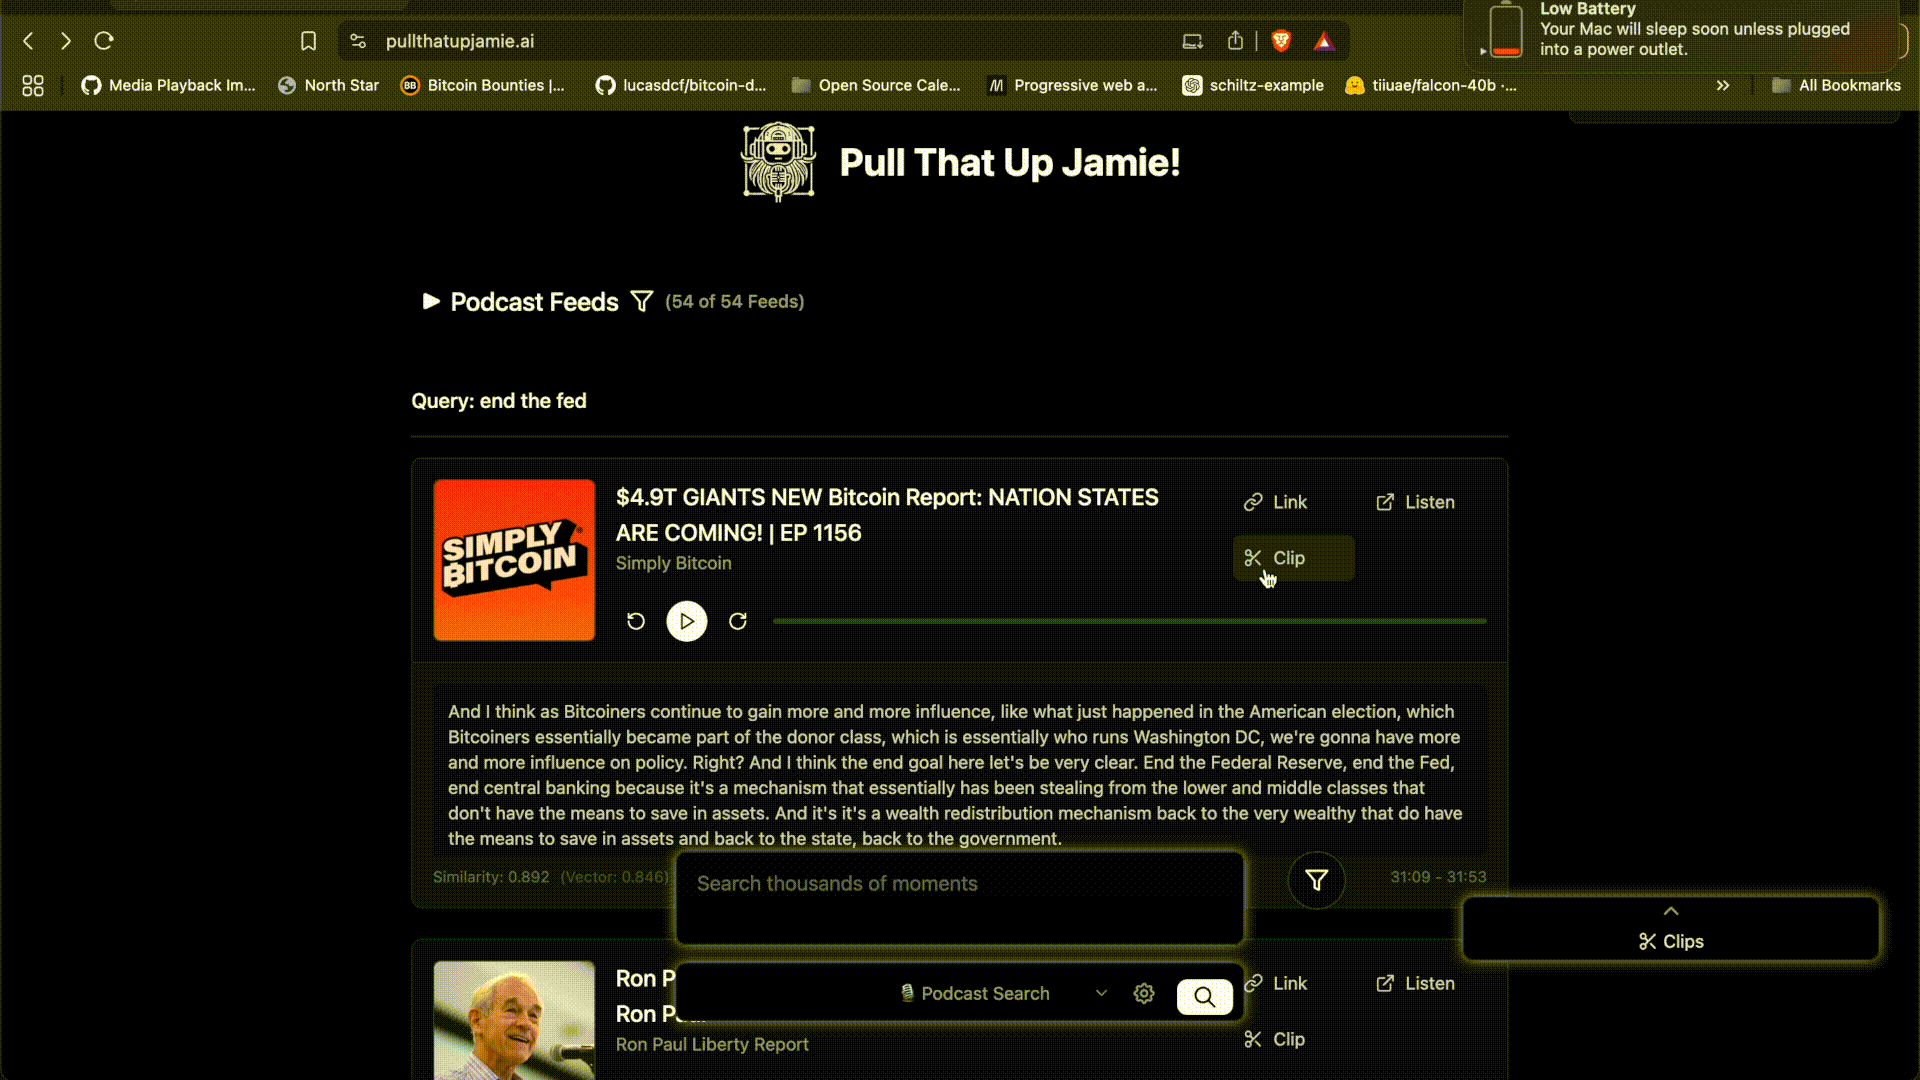 Low Battery
Your Mac will sleep soon unless plugged
into a power outlet.
pullthatupjamie.ai
Media Playback Im...
North Star
BB
Bitcoin Bounties |...
lucasdcf/bitcoin-d...
Open Source Cale...
M
Progressive web a...
schiltz-example
tiiuae/falcon-40b ·...
»
All Bookmarks
Pull That Up Jamie!
Podcast Feeds
(54 of 54 Feeds)
Query: end the fed
SIMPLY
BITCOIN
$4.9T GIANTS NEW Bitcoin Report: NATION STATES
ARE COMING! | EP 1156
Simply Bitcoin
Link
Listen
Clip
And I think as Bitcoiners continue to gain more and more influence, like what just happened in the American election, which
Bitcoiners essentially became part of the donor class, which is essentially who runs Washington DC, we're gonna have more
and more influence on policy. Right? And I think the end goal here let's be very clear. End the Federal Reserve, end the Fed,
end central banking because it's a mechanism that essentially has been stealing from the lower and middle classes that
don't have the means to save in assets. And it's it's a wealth redistribution mechanism back to the very wealthy that do have
the means to save in assets and back to the state, back to the government.
Similarity: 0.892 (Vector: 0.846)
31:09 - 31:53
Search thousands of moments
Clips
Podcast Search
Ron P
Ron
Ron Paul Liberty Report
Link
Listen
Clip